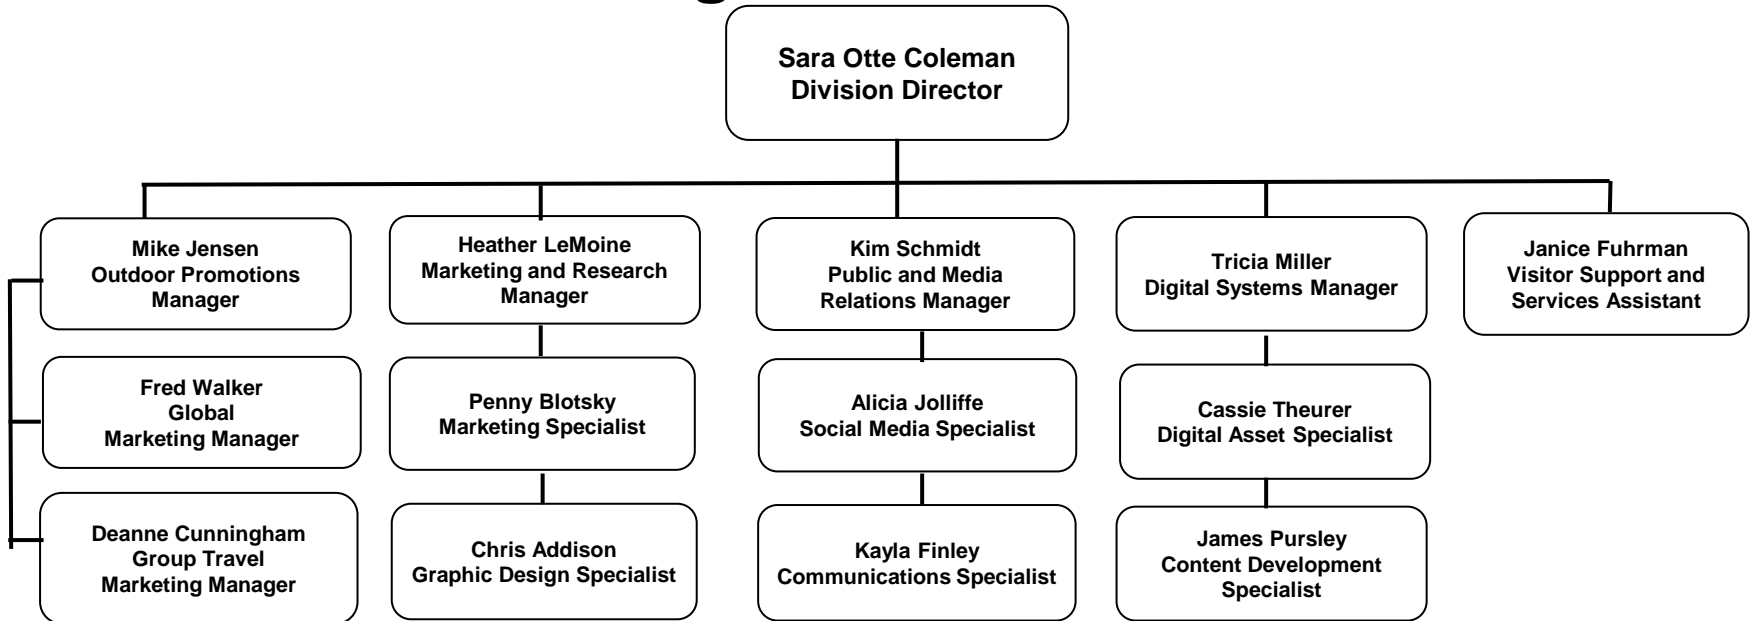 Sara Otte Coleman
Division Director
Mike Jensen
Outdoor Promotions
Manager
Heather LeMoine
Marketing and Research
Manager
Kim Schmidt
Public and Media
Relations Manager
Tricia Miller
Digital Systems Manager
Janice Fuhrman
Visitor Support and
Services Assistant
Fred Walker
Global
Marketing Manager
Penny Blotsky
Marketing Specialist
Alicia Jolliffe
Social Media Specialist
Cassie Theurer
Digital Asset Specialist
Deanne Cunningham
Group Travel
Marketing Manager
Chris Addison
Graphic Design Specialist
Kayla Finley
Communications Specialist
James Pursley
Content Development
Specialist